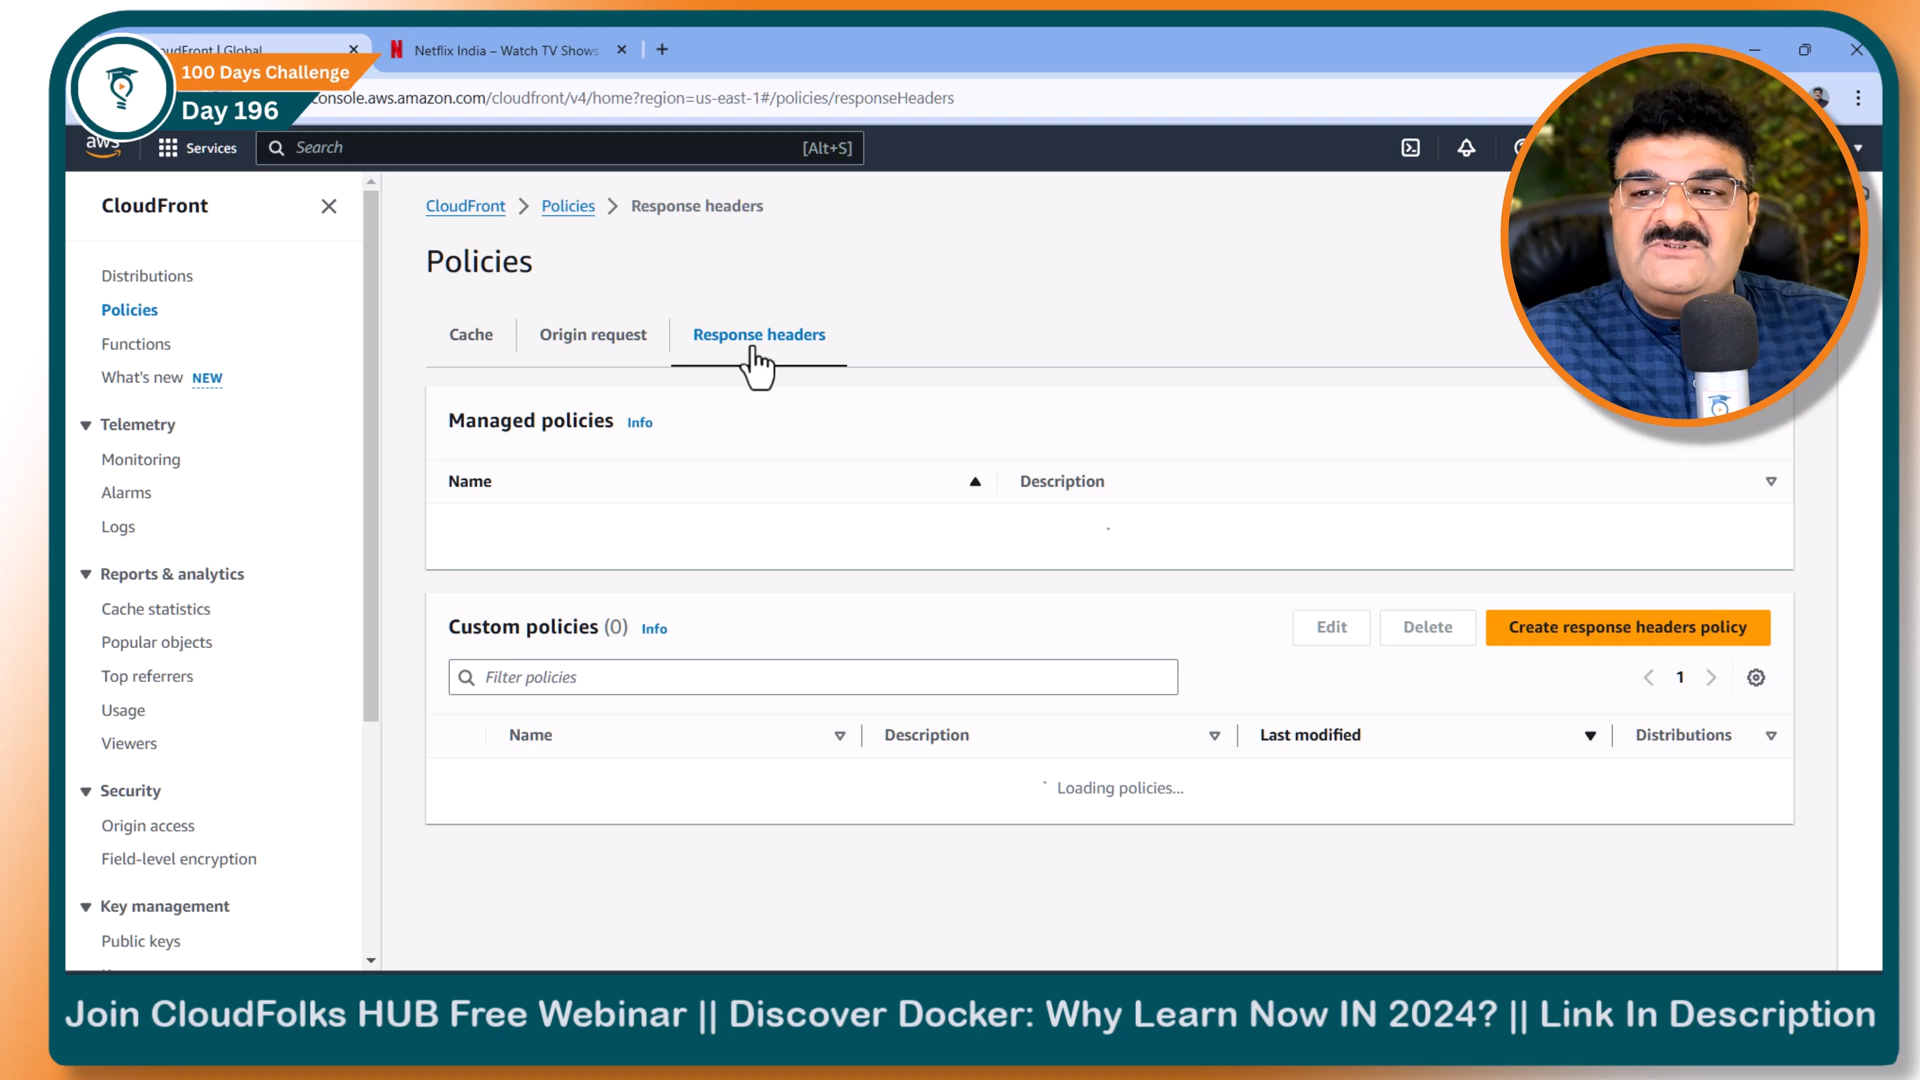 CloudFront | Global
Netflix India – Watch TV Shows
100 Days Challenge
Day 196
console.aws.amazon.com/cloudfront/v4/home?region=us-east-1#/policies/responseHeaders
aws
Services
Search
[Alt+S]
CloudFront
CloudFront
Policies
Response headers
Distributions
Policies
Functions
What's new NEW
Telemetry
Monitoring
Alarms
Logs
Reports & analytics
Cache statistics
Popular objects
Top referrers
Usage
Viewers
Security
Origin access
Field-level encryption
Key management
Public keys
Policies
Cache
Origin request
Response headers
Managed policies Info
Name
Description
Custom policies (0) Info
Edit
Delete
Create response headers policy
Filter policies
1
Name
Description
Last modified
Distributions
Loading policies...
Join CloudFolks HUB Free Webinar || Discover Docker: Why Learn Now IN 2024? || Link In Description